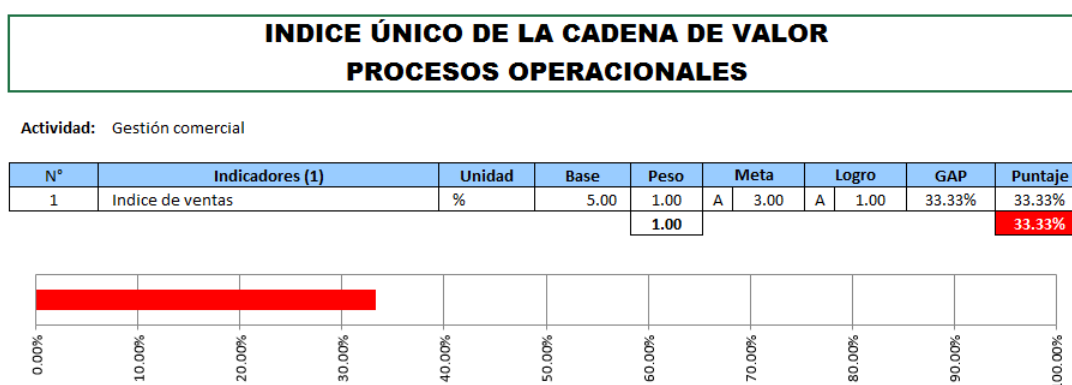 INDICE ÚNICO DE LA CADENA DE VALOR
PROCESOS OPERACIONALES
Actividad: Gestión comercial
N° Indicadores (1) Unidad Base Peso Meta Logro GAP Puntaje
1 Indice de ventas % 5.00 1.00 A 3.00 A 1.00 33.33% 33.33%
1.00 33.33%
0.00% 10.00% 20.00% 30.00% 40.00% 50.00% 60.00% 70.00% 80.00% 90.00% 100.00%